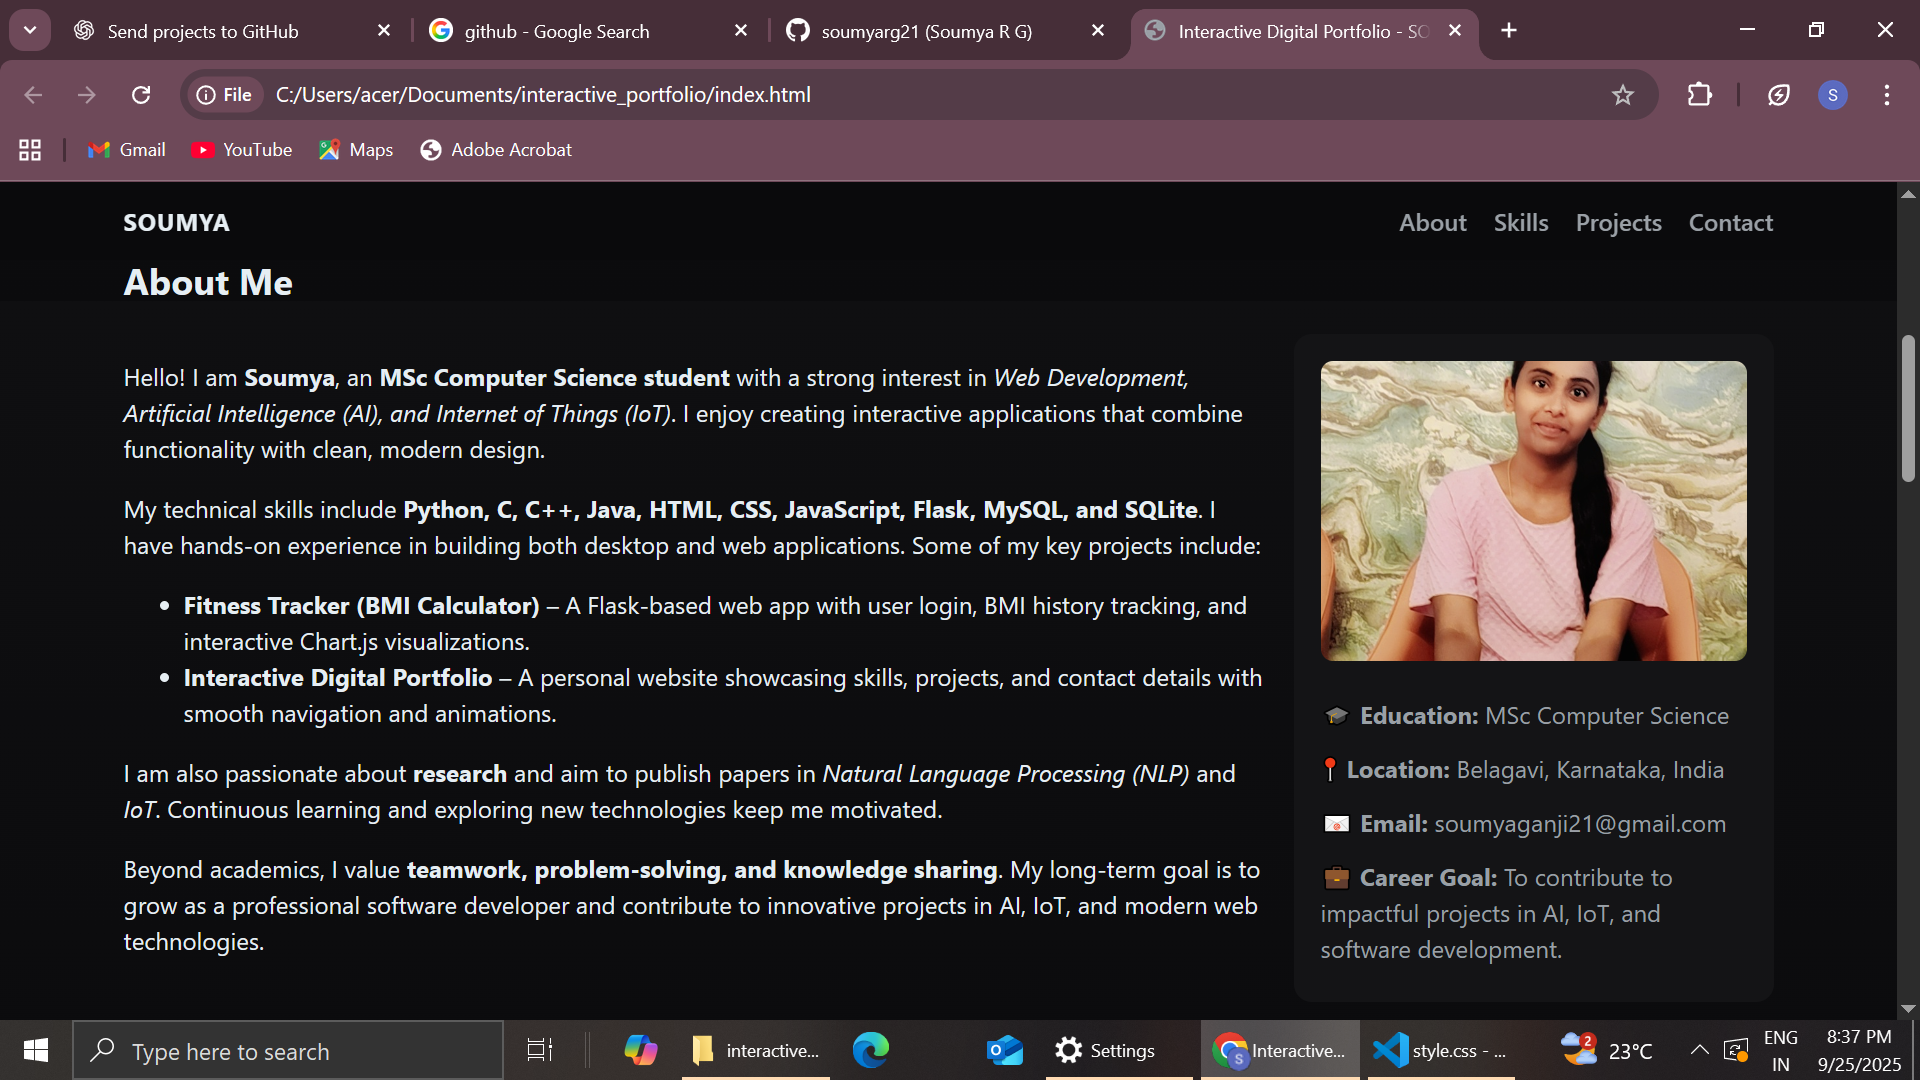 Send projects to GitHub
github - Google Search
soumyarg21 (Soumya R G)
Interactive Digital Portfolio - SO
File
C:/Users/acer/Documents/interactive_portfolio/index.html
S
Gmail
YouTube
Maps
Adobe Acrobat
SOUMYA
About Skills Projects Contact
About Me
Hello! I am Soumya, an MSc Computer Science student with a strong interest in Web Development,
Artificial Intelligence (AI), and Internet of Things (IoT). I enjoy creating interactive applications that combine
functionality with clean, modern design.
My technical skills include Python, C, C++, Java, HTML, CSS, JavaScript, Flask, MySQL, and SQLite. I
have hands-on experience in building both desktop and web applications. Some of my key projects include:
• Fitness Tracker (BMI Calculator) – A Flask-based web app with user login, BMI history tracking, and
interactive Chart.js visualizations.
• Interactive Digital Portfolio – A personal website showcasing skills, projects, and contact details with
smooth navigation and animations.
I am also passionate about research and aim to publish papers in Natural Language Processing (NLP) and
IoT. Continuous learning and exploring new technologies keep me motivated.
Beyond academics, I value teamwork, problem-solving, and knowledge sharing. My long-term goal is to
grow as a professional software developer and contribute to innovative projects in AI, IoT, and modern web
technologies.
🎓 Education: MSc Computer Science
📍 Location: Belagavi, Karnataka, India
📧 Email: soumyaganji21@gmail.com
💼 Career Goal: To contribute to
impactful projects in AI, IoT, and
software development.
Type here to search
interactive...
Settings
S
Interactive...
style.css - ...
2
23°C
ENG
IN
8:37 PM
9/25/2025